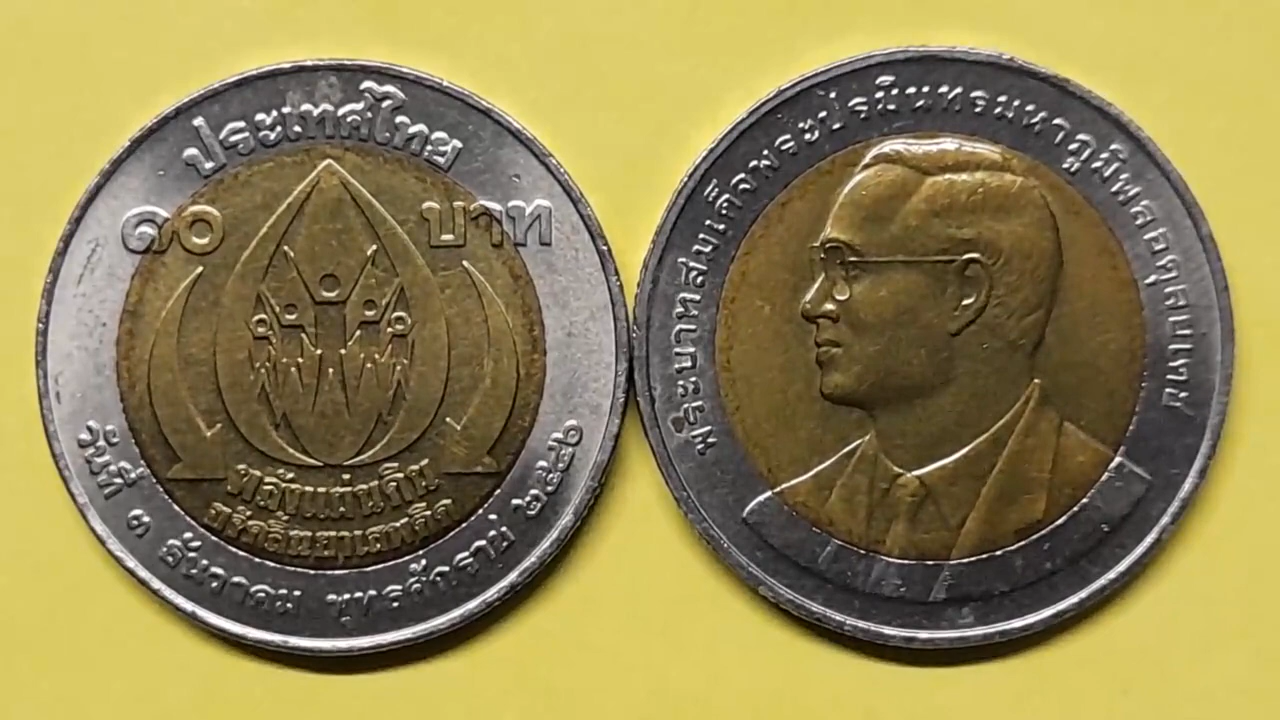 ประเทศไทย
๑๐ บาท
พลังแผ่นดิน
ขจัดสิ้นยาเสพติด
วันที่ ๓ ธันวาคม พุทธศักราช ๒๕๔๖
พระบาทสมเด็จพระปรมินทรมหาภูมิพลอดุลยเดช